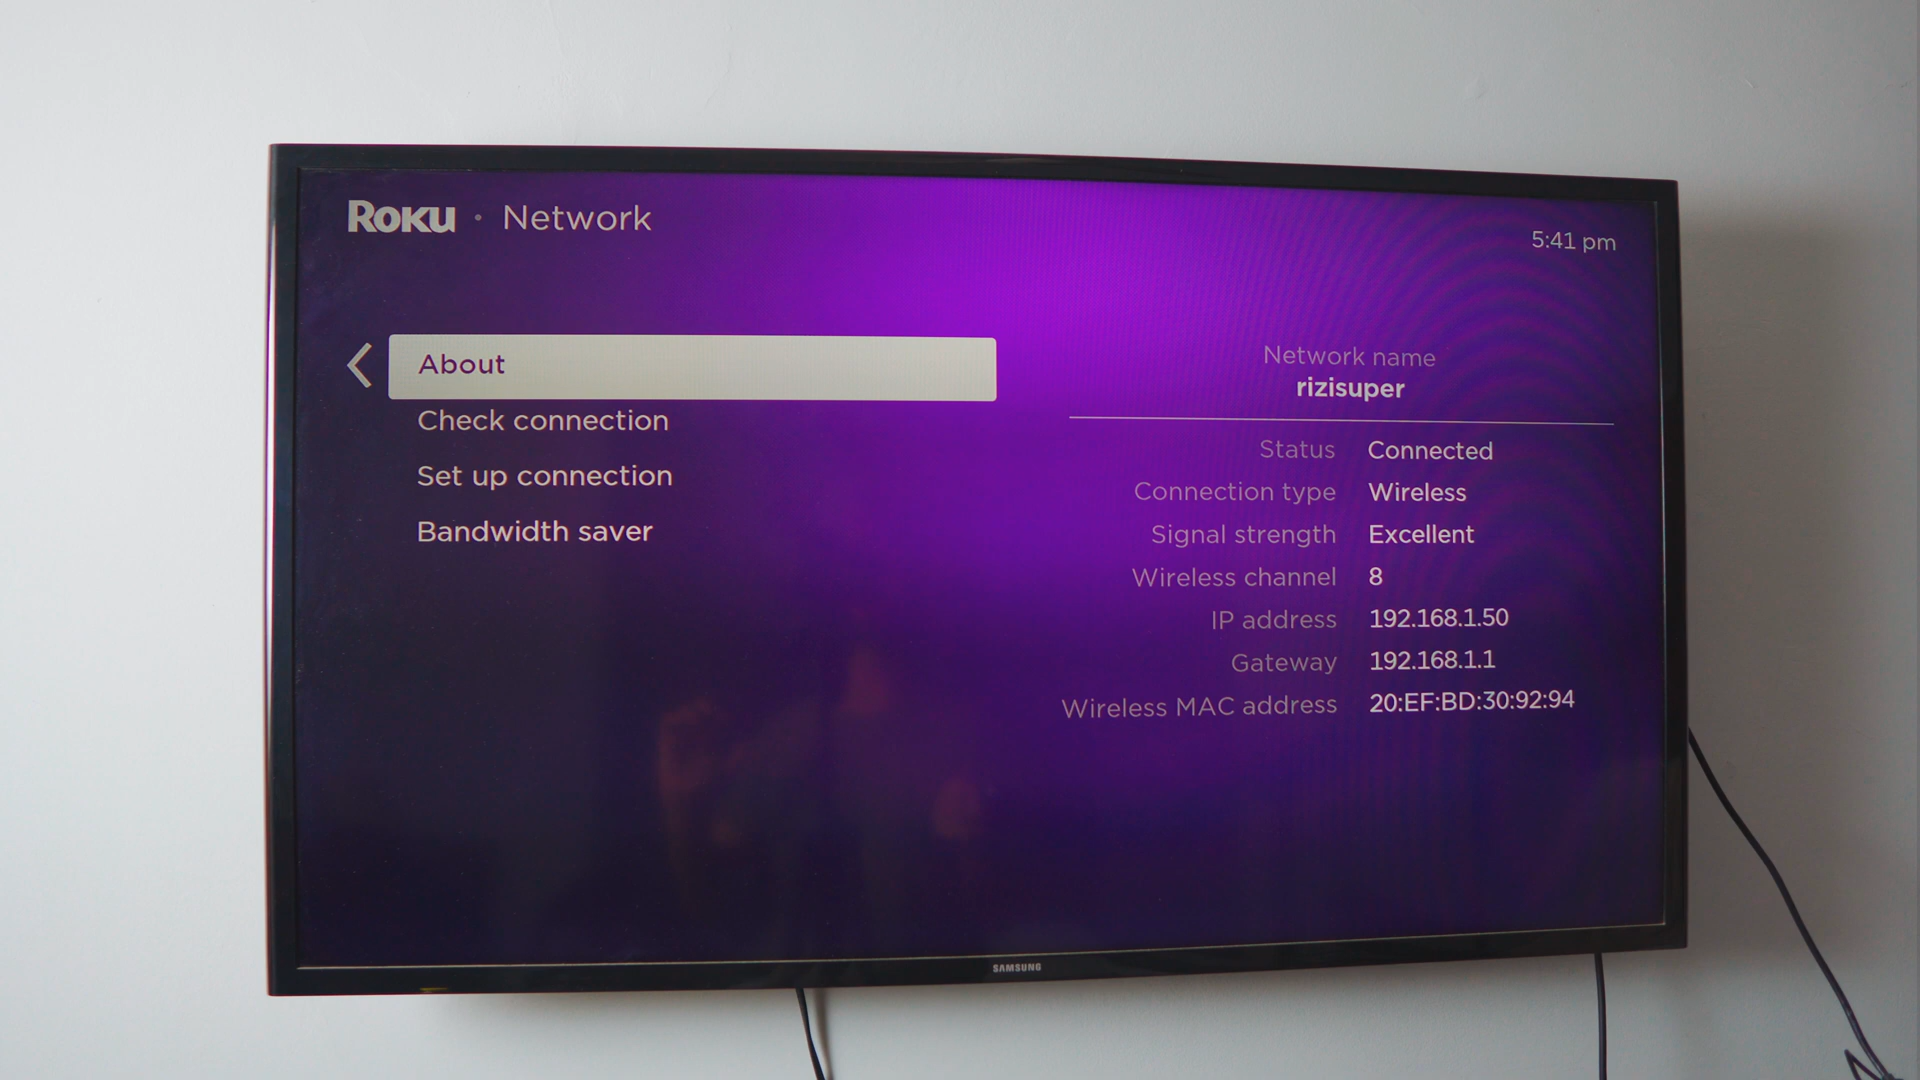 Roku · Network
5:41 pm
About
Check connection
Set up connection
Bandwidth saver
Network name
rizisuper
Status Connected
Connection type Wireless
Signal strength Excellent
Wireless channel 8
IP address 192.168.1.50
Gateway 192.168.1.1
Wireless MAC address 20:EF:BD:30:92:94
SAMSUNG